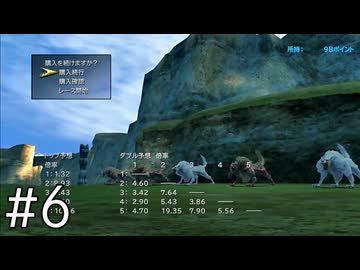 購入を続けますか？
購入続行
購入確認
レース開始
所持： 98ポイント
トップ予想 ダブル予想 倍率
倍率 1 2 3 4 5
1：1.32 1：
2： 2：4.60
3： 3：3.42 7.64
4： 4：2.90 5.43 3.86
5：4.70 19.35 7.90 5.56
#6